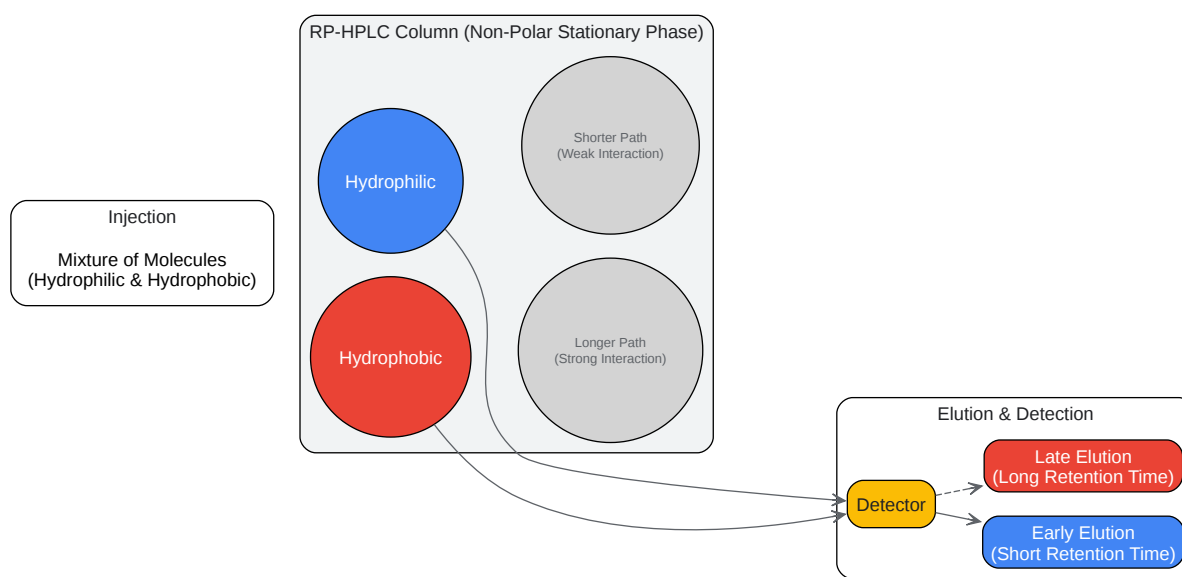 RP-HPLC Column (Non-Polar Stationary Phase)
Shorter Path
(Weak Interaction)
Hydrophilic
Injection
Mixture of Molecules
(Hydrophilic & Hydrophobic)
Hydrophobic
Longer Path
(Strong Interaction)
Elution & Detection
Late Elution
(Long Retention Time)
Detector
Early Elution
(Short Retention Time)